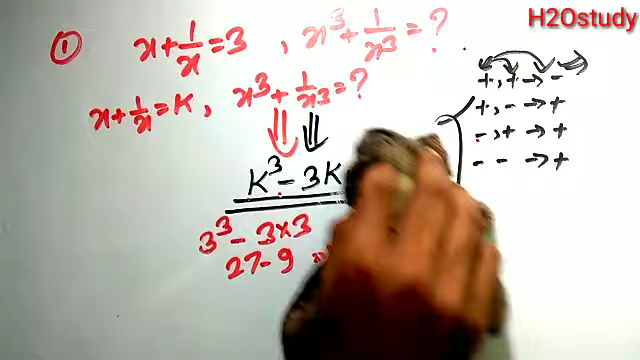 H2Ostudy
① x + 1/x = 3 , x³ + 1/x³ = ?
x + 1/x = K , x³ + 1/x³ = ?
K³ - 3K
3³ - 3×3
27 - 9
+ , + → -
+ , - → +
- , + → +
- - → +